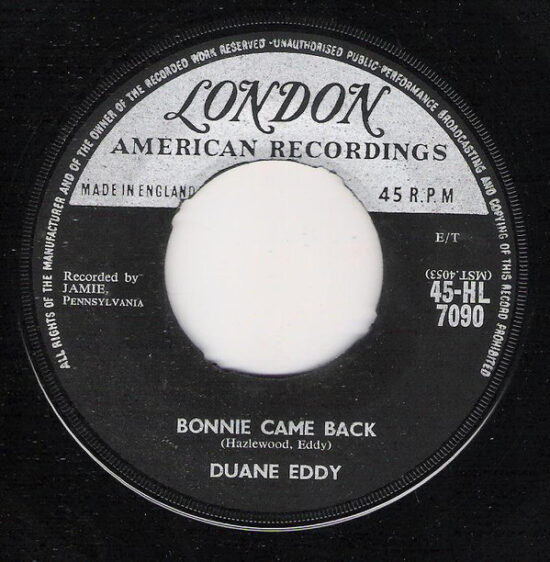 ALL RIGHTS OF THE MANUFACTURER AND OF THE OWNER OF THE RECORDED WORK RESERVED · UNAUTHORISED PUBLIC PERFORMANCE BROADCASTING AND COPYING OF THIS RECORD PROHIBITED
LONDON
AMERICAN RECORDINGS
MADE IN ENGLAND
45 R.P.M
E/T
Recorded by
JAMIE,
PENNSYLVANIA
(MST.4053)
45-HL
7090
BONNIE CAME BACK
(Hazlewood, Eddy)
DUANE EDDY